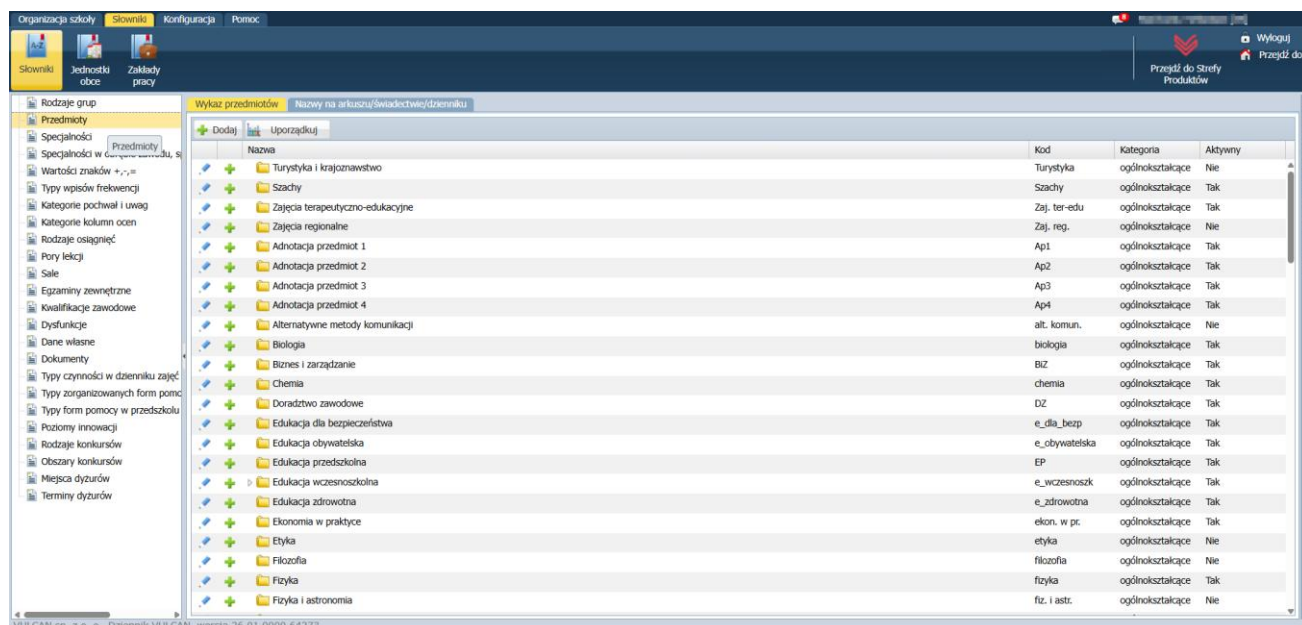 Organizacja szkoły Słowniki Konfiguracja Pomoc
Słowniki
Jednostki obce
Zakłady pracy
Przejdź do Strefy Produktów
Wyloguj
Przejdź do
Rodzaje grup
Przedmioty
Specjalności
Przedmioty
Specjalności w zawodu, s
Wartości znaków +,-,=
Typy wpisów frekwencji
Kategorie pochwał i uwag
Kategorie kolumn ocen
Rodzaje osiągnięć
Pory lekcji
Sale
Egzaminy zewnętrzne
Kwalifikacje zawodowe
Dysfunkcje
Dane własne
Dokumenty
Typy czynności w dzienniku zajęć
Typy zorganizowanych form pomo
Typy form pomocy w przedszkolu
Poziomy innowacji
Rodzaje konkursów
Obszary konkursów
Miejsca dyżurów
Terminy dyżurów
Wykaz przedmiotów Nazwy na arkuszu/świadectwie/dzienniku
Dodaj Uporządkuj
Nazwa Kod Kategoria Aktywny
Turystyka i krajoznawstwo Turystyka ogólnokształcące Nie
Szachy Szachy ogólnokształcące Tak
Zajęcia terapeutyczno-edukacyjne Zaj. ter-edu ogólnokształcące Tak
Zajęcia regionalne Zaj. reg. ogólnokształcące Nie
Adnotacja przedmiot 1 Ap1 ogólnokształcące Tak
Adnotacja przedmiot 2 Ap2 ogólnokształcące Tak
Adnotacja przedmiot 3 Ap3 ogólnokształcące Tak
Adnotacja przedmiot 4 Ap4 ogólnokształcące Tak
Alternatywne metody komunikacji alt. komun. ogólnokształcące Nie
Biologia biologia ogólnokształcące Tak
Biznes i zarządzanie BiZ ogólnokształcące Tak
Chemia chemia ogólnokształcące Tak
Doradztwo zawodowe DZ ogólnokształcące Tak
Edukacja dla bezpieczeństwa e_dla_bezp ogólnokształcące Tak
Edukacja obywatelska e_obywatelska ogólnokształcące Tak
Edukacja przedszkolna EP ogólnokształcące Tak
Edukacja wczesnoszkolna e_wczesnoszk ogólnokształcące Tak
Edukacja zdrowotna e_zdrowotna ogólnokształcące Tak
Ekonomia w praktyce ekon. w pr. ogólnokształcące Tak
Etyka etyka ogólnokształcące Nie
Filozofia filozofia ogólnokształcące Nie
Fizyka fizyka ogólnokształcące Tak
Fizyka i astronomia fiz. i astr. ogólnokształcące Nie